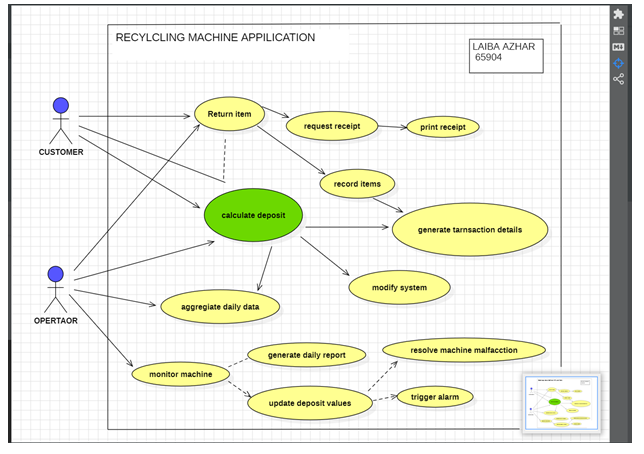 RECYLCLING MACHINE APPILICATION
LAIBA AZHAR
65904
Return item
request receipt
print receipt
CUSTOMER
record items
calculate deposit
generate tarnsaction details
modify system
OPERTAOR
aggregiate daily data
generate daily report
resolve machine malfacction
monitor machine
update deposit values
trigger alarm